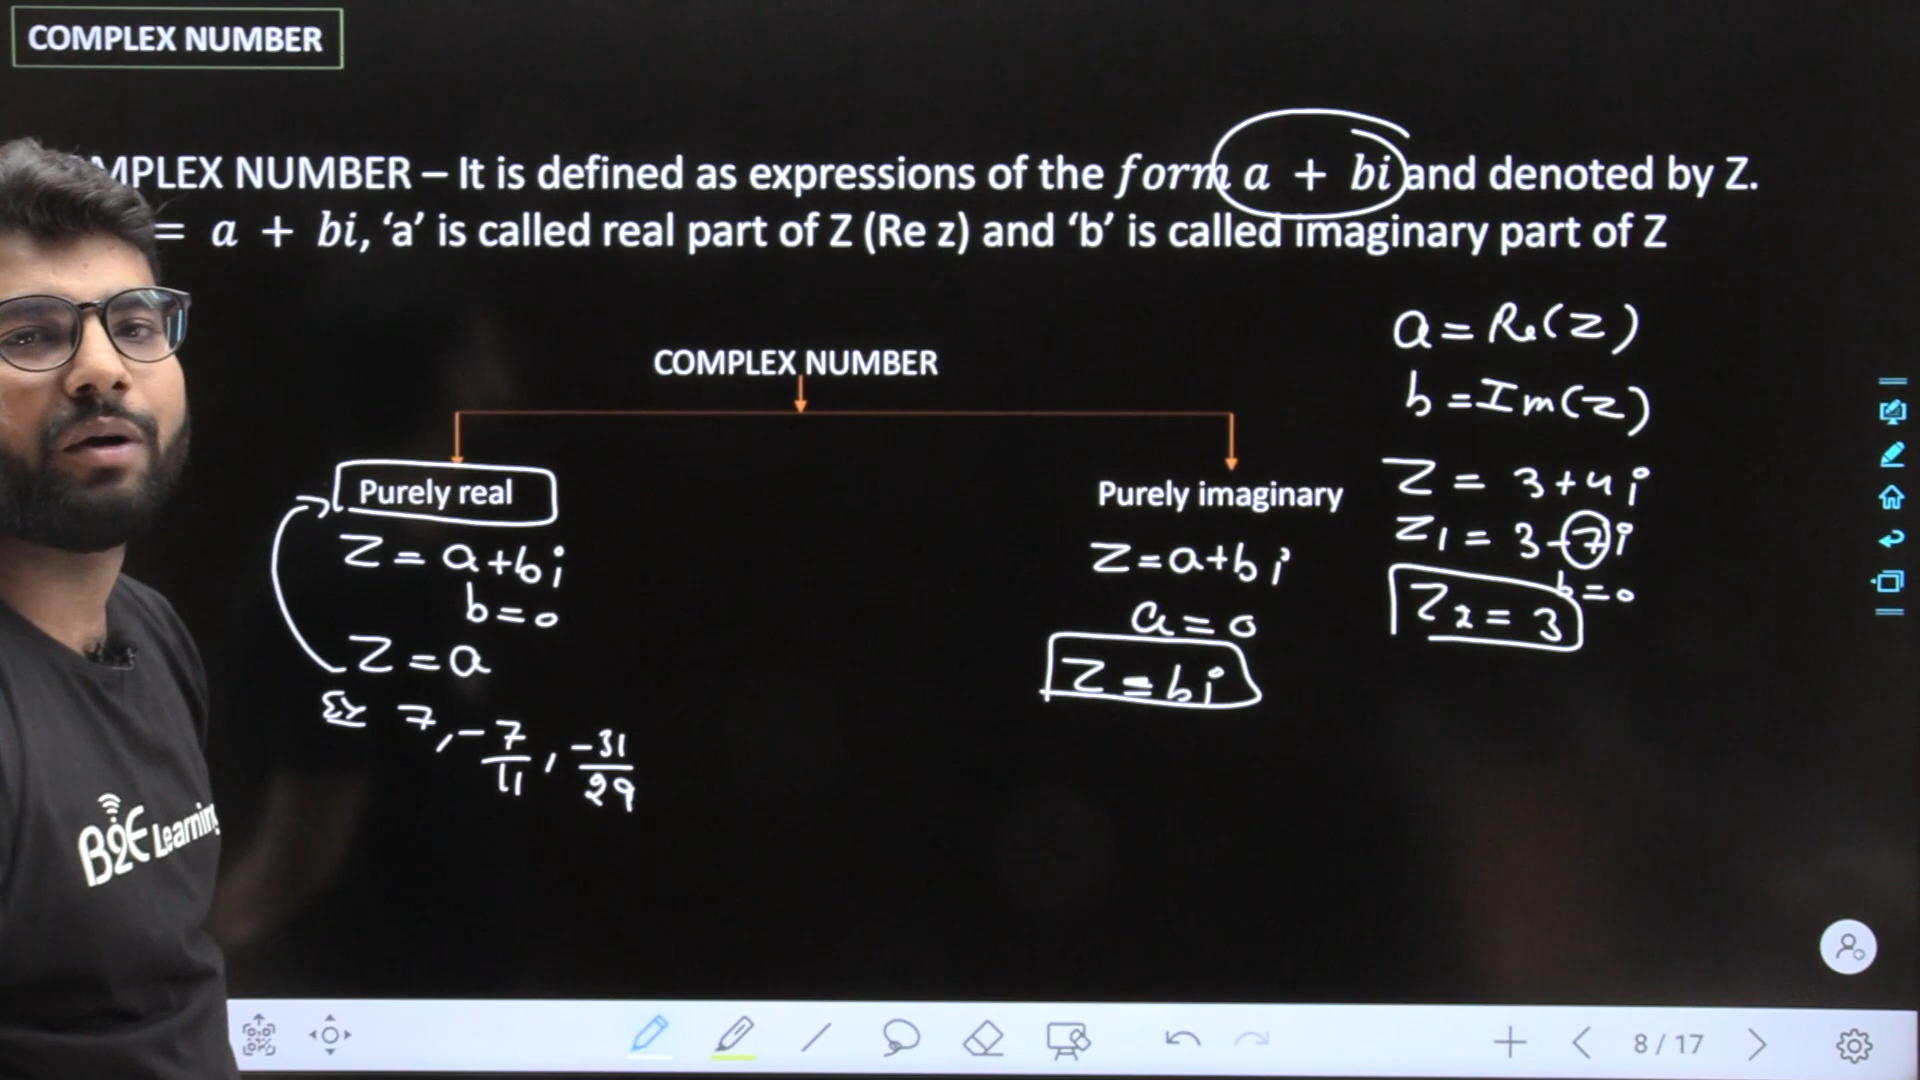 COMPLEX NUMBER
MPLEX NUMBER – It is defined as expressions of the form a + bi and denoted by Z.
= a + bi, ‘a’ is called real part of Z (Re z) and ‘b’ is called imaginary part of Z
COMPLEX NUMBER
Purely real
Z = a+bi
b=0
Z=a
Ex 7, -7/11, -31/29
Purely imaginary
Z=a+bi
a=0
Z=bi
a=Re(Z)
b=Im(Z)
Z = 3+4i
Z1 = 3-7i
b=0
Z2 = 3
B2E Learning
8 / 17